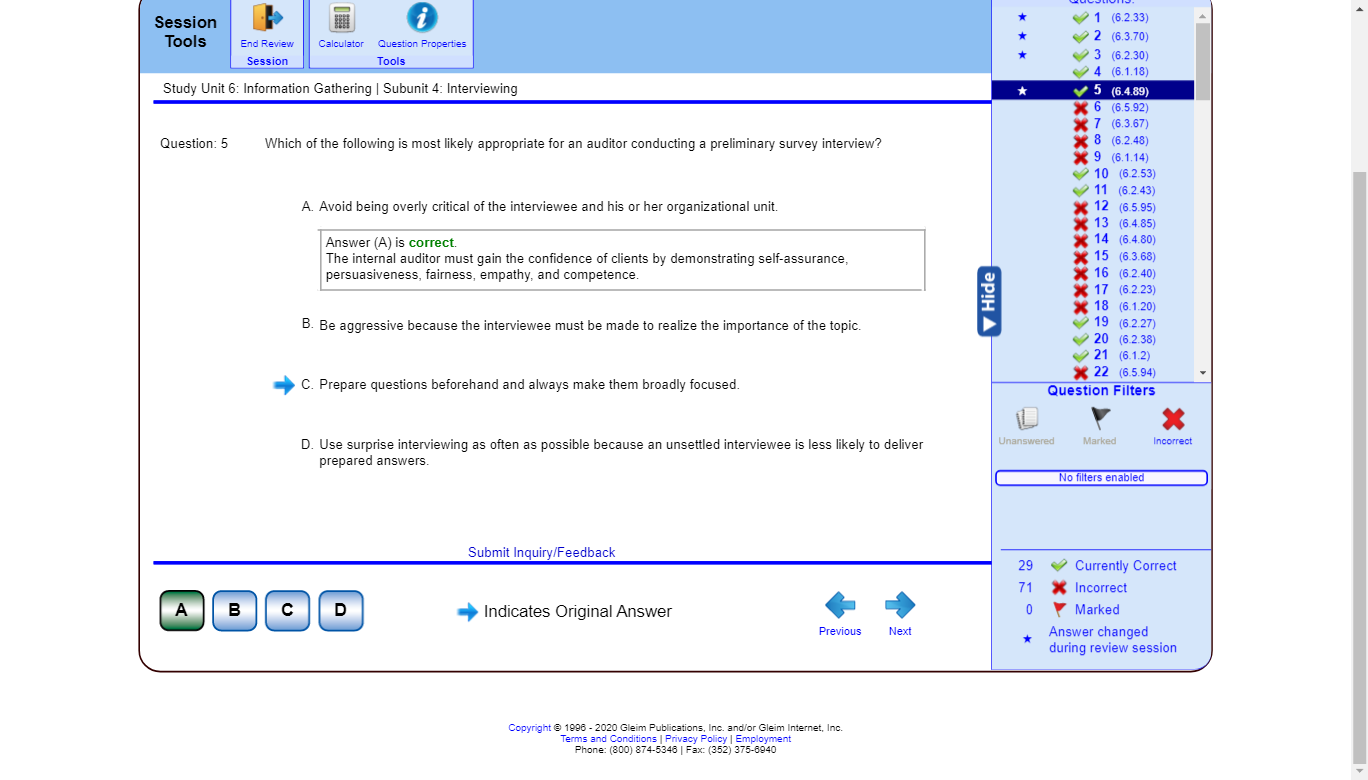 Session
Tools
End Review
Session
Calculator
Question Properties
Tools
Study Unit 6: Information Gathering | Subunit 4: Interviewing
Question: 5
Which of the following is most likely appropriate for an auditor conducting a preliminary survey interview?
A. Avoid being overly critical of the interviewee and his or her organizational unit.
Answer (A) is correct.
The internal auditor must gain the confidence of clients by demonstrating self-assurance,
persuasiveness, fairness, empathy, and competence.
B. Be aggressive because the interviewee must be made to realize the importance of the topic.
C. Prepare questions beforehand and always make them broadly focused.
D. Use surprise interviewing as often as possible because an unsettled interviewee is less likely to deliver
prepared answers.
Submit Inquiry/Feedback
A B C D
Indicates Original Answer
Previous
Next
Hide
Questions:
1 (6.2.33)
2 (6.3.70)
3 (6.2.30)
4 (6.1.18)
5 (6.4.89)
6 (6.5.92)
7 (6.3.67)
8 (6.2.48)
9 (6.1.14)
10 (6.2.53)
11 (6.2.43)
12 (6.5.95)
13 (6.4.85)
14 (6.4.80)
15 (6.3.68)
16 (6.2.40)
17 (6.2.23)
18 (6.1.20)
19 (6.2.27)
20 (6.2.38)
21 (6.1.2)
22 (6.5.94)
Question Filters
Unanswered
Marked
Incorrect
No filters enabled
29 Currently Correct
71 Incorrect
0 Marked
Answer changed
during review session
Copyright © 1996 - 2020 Gleim Publications, Inc. and/or Gleim Internet, Inc.
Terms and Conditions | Privacy Policy | Employment
Phone: (800) 874-5346 | Fax: (352) 375-6940